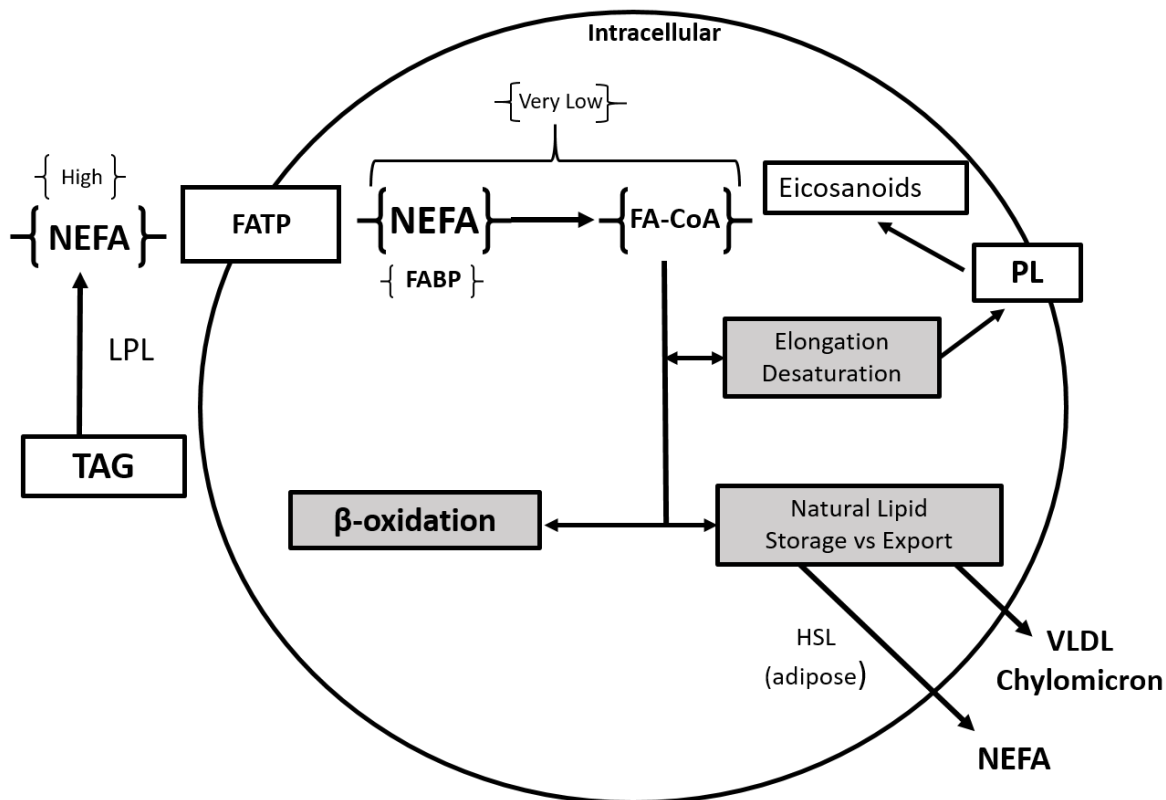 Intracellular
{Very Low}
{High}
{NEFA}
FATP
{NEFA}
{FABP}
{FA-CoA}
Eicosanoids
PL
LPL
Elongation
Desaturation
TAG
β-oxidation
Natural Lipid
Storage vs Export
HSL
(adipose)
VLDL
Chylomicron
NEFA